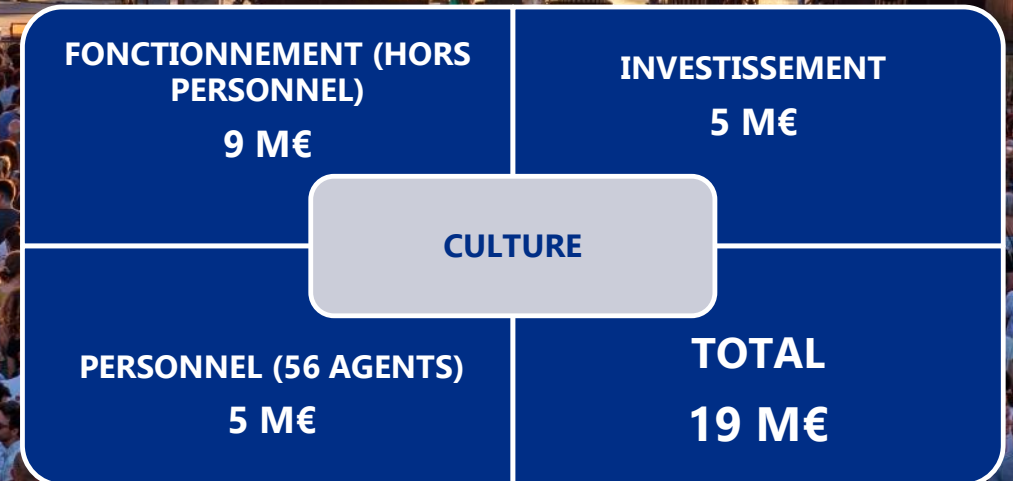 FONCTIONNEMENT (HORS
PERSONNEL)
9 M€
INVESTISSEMENT
5 M€
CULTURE
PERSONNEL (56 AGENTS)
5 M€
TOTAL
19 M€